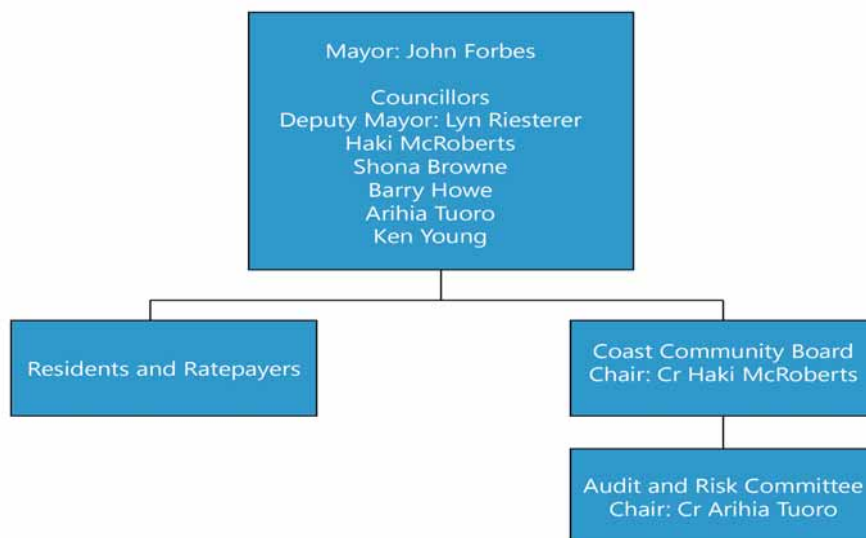 Mayor: John Forbes
Councillors
Deputy Mayor: Lyn Riesterer
Haki McRoberts
Shona Browne
Barry Howe
Arihia Tuoro
Ken Young
Residents and Ratepayers
Coast Community Board
Chair: Cr Haki McRoberts
Audit and Risk Committee
Chair: Cr Arihia Tuoro